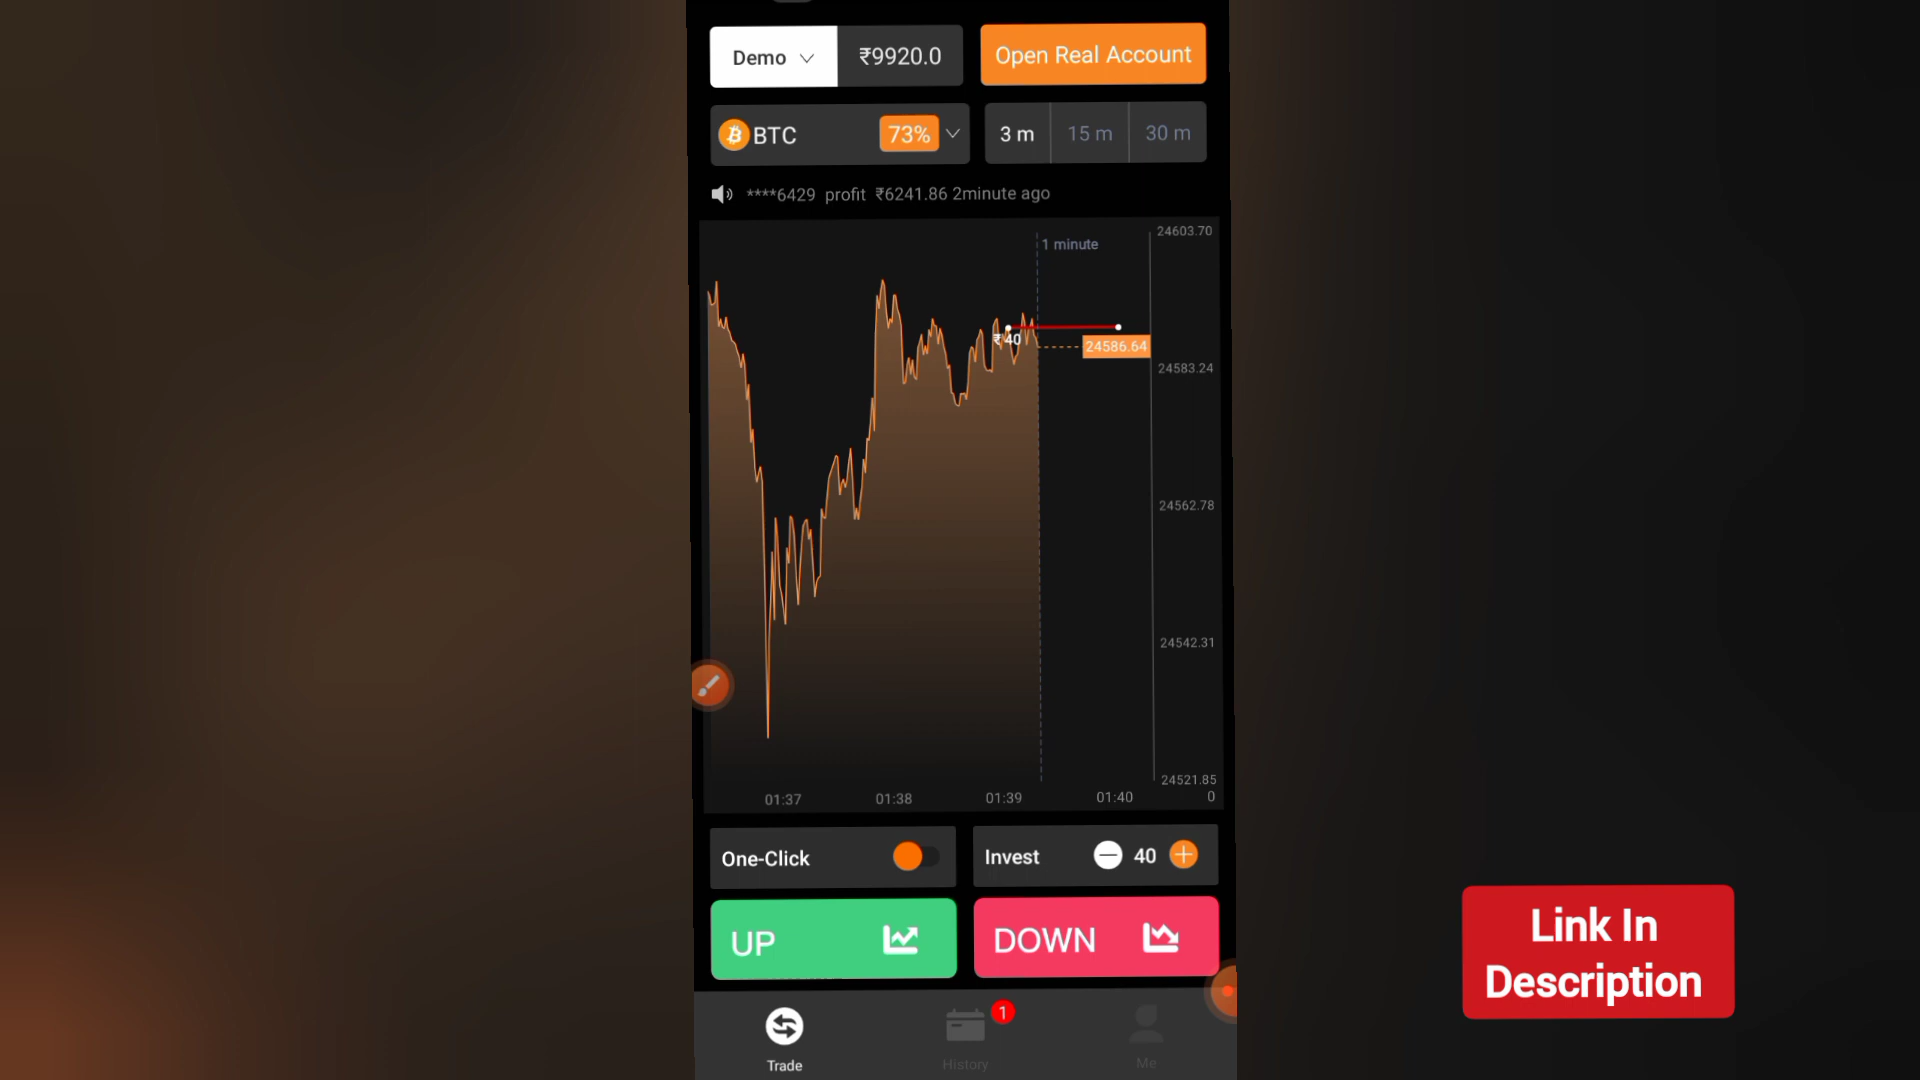 Demo ₹9920.0 Open Real Account
BTC 73% 3 m 15 m 30 m
****6429 profit ₹6241.86 2minute ago
24603.70
1 minute
₹ 40
24586.64
24583.24
24562.78
24542.31
24521.85
01:37 01:38 01:39 01:40 0
One-Click Invest 40
UP DOWN
1
Trade History Me
Link In
Description